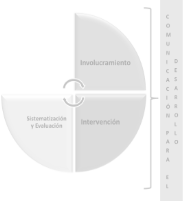 Involucramiento
Sistematización
y Evaluación
Intervención
COMUNICACIÓN PARA EL
DESARROLLO